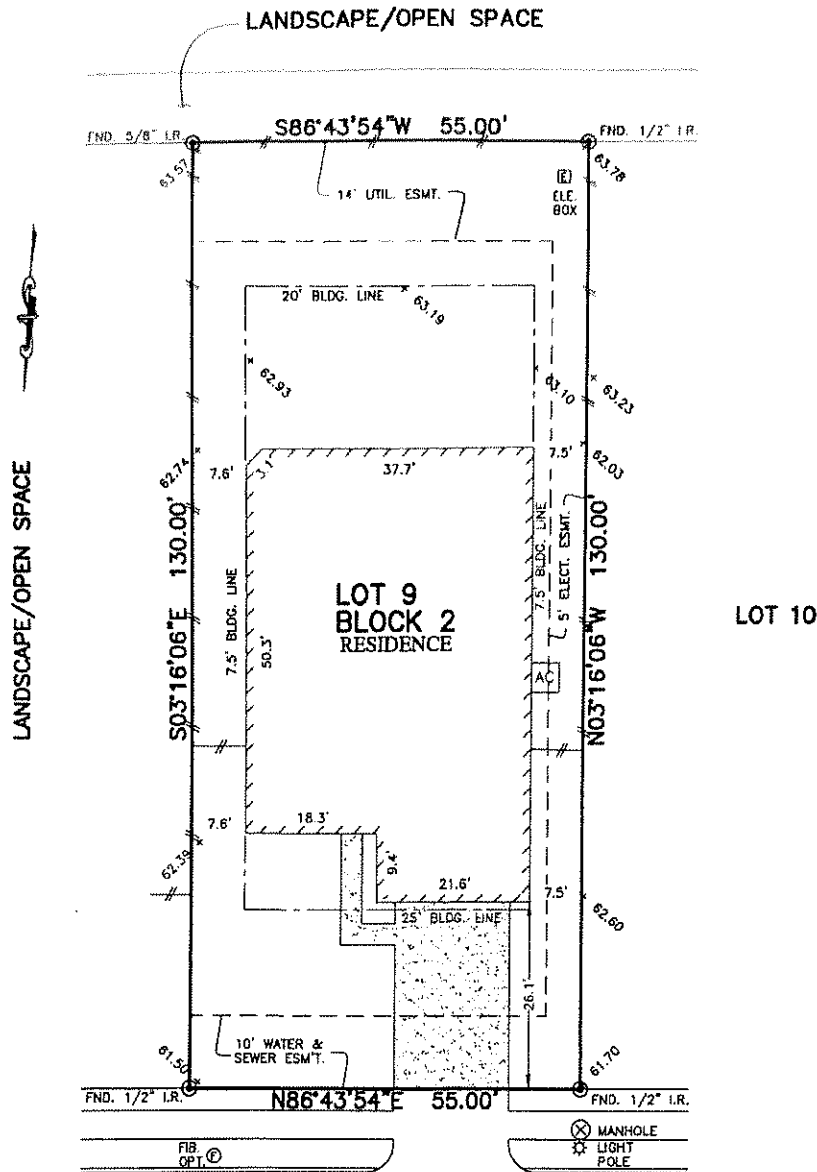 LANDSCAPE/OPEN SPACE
FND. 5/8" I.R.
S86°43'54"W 55.00'
FND. 1/2" I.R.
63.57
63.78
14' UTIL. ESMT.
(E)
ELE.
BOX
20' BLDG. LINE
63.19
62.93
63.10
63.23
62.74
7.6'
3.1'
37.7'
7.5'
62.03
LANDSCAPE/OPEN SPACE
S03°16'06"E 130.00'
7.5' BLDG. LINE
50.3'
LOT 9
BLOCK 2
RESIDENCE
7.5' BLDG. LINE
5' ELECT. ESMT.
N03°16'06"W 130.00'
LOT 10
AC
18.3'
7.6'
62.39
9.4'
21.6'
7.5'
25' BLDG. LINE
62.60
26.1'
10' WATER &
SEWER ESM'T.
61.50
61.70
FND. 1/2" I.R.
N86°43'54"E 55.00'
FND. 1/2" I.R.
MANHOLE
FIB.
OPT. F
LIGHT
POLE